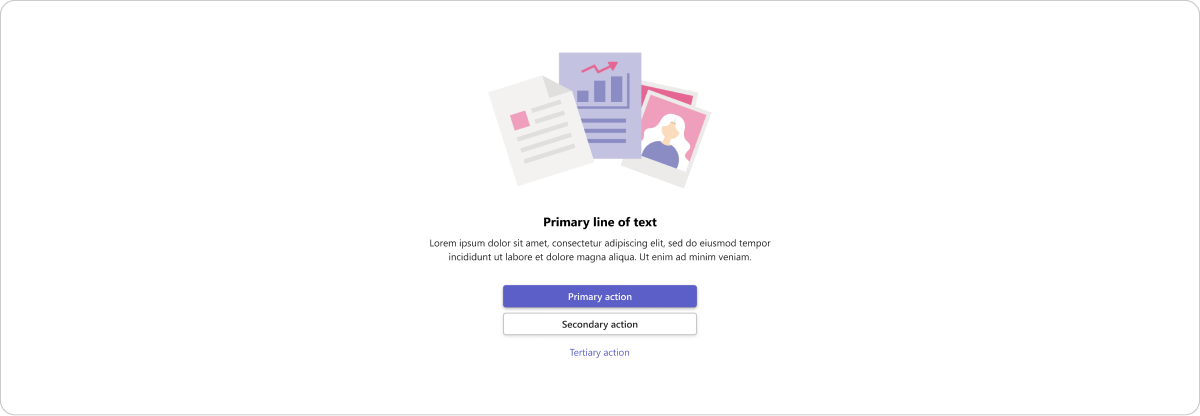 Primary line of text
Lorem ipsum dolor sit amet, consectetur adipiscing elit, sed do eiusmod tempor
incididunt ut labore et dolore magna aliqua. Ut enim ad minim veniam.
Primary action
Secondary action
Tertiary action